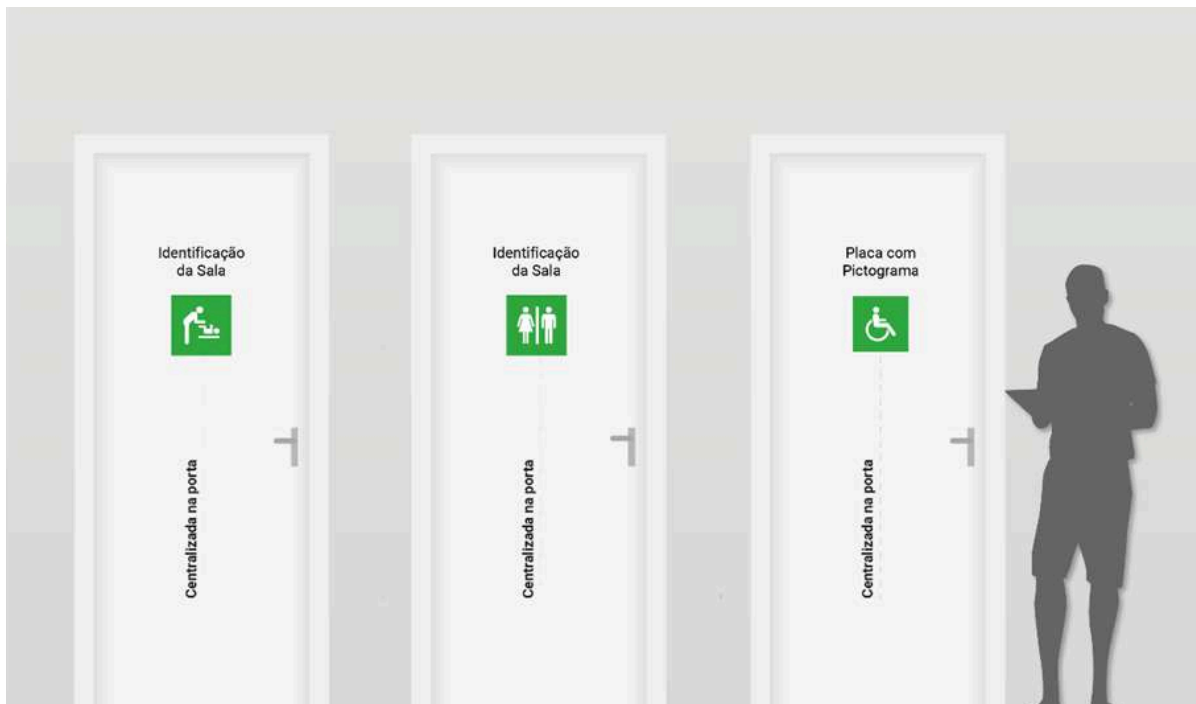 Identificação
da Sala
Centralizada na porta
Identificação
da Sala
Centralizada na porta
Placa com
Pictograma
Centralizada na porta